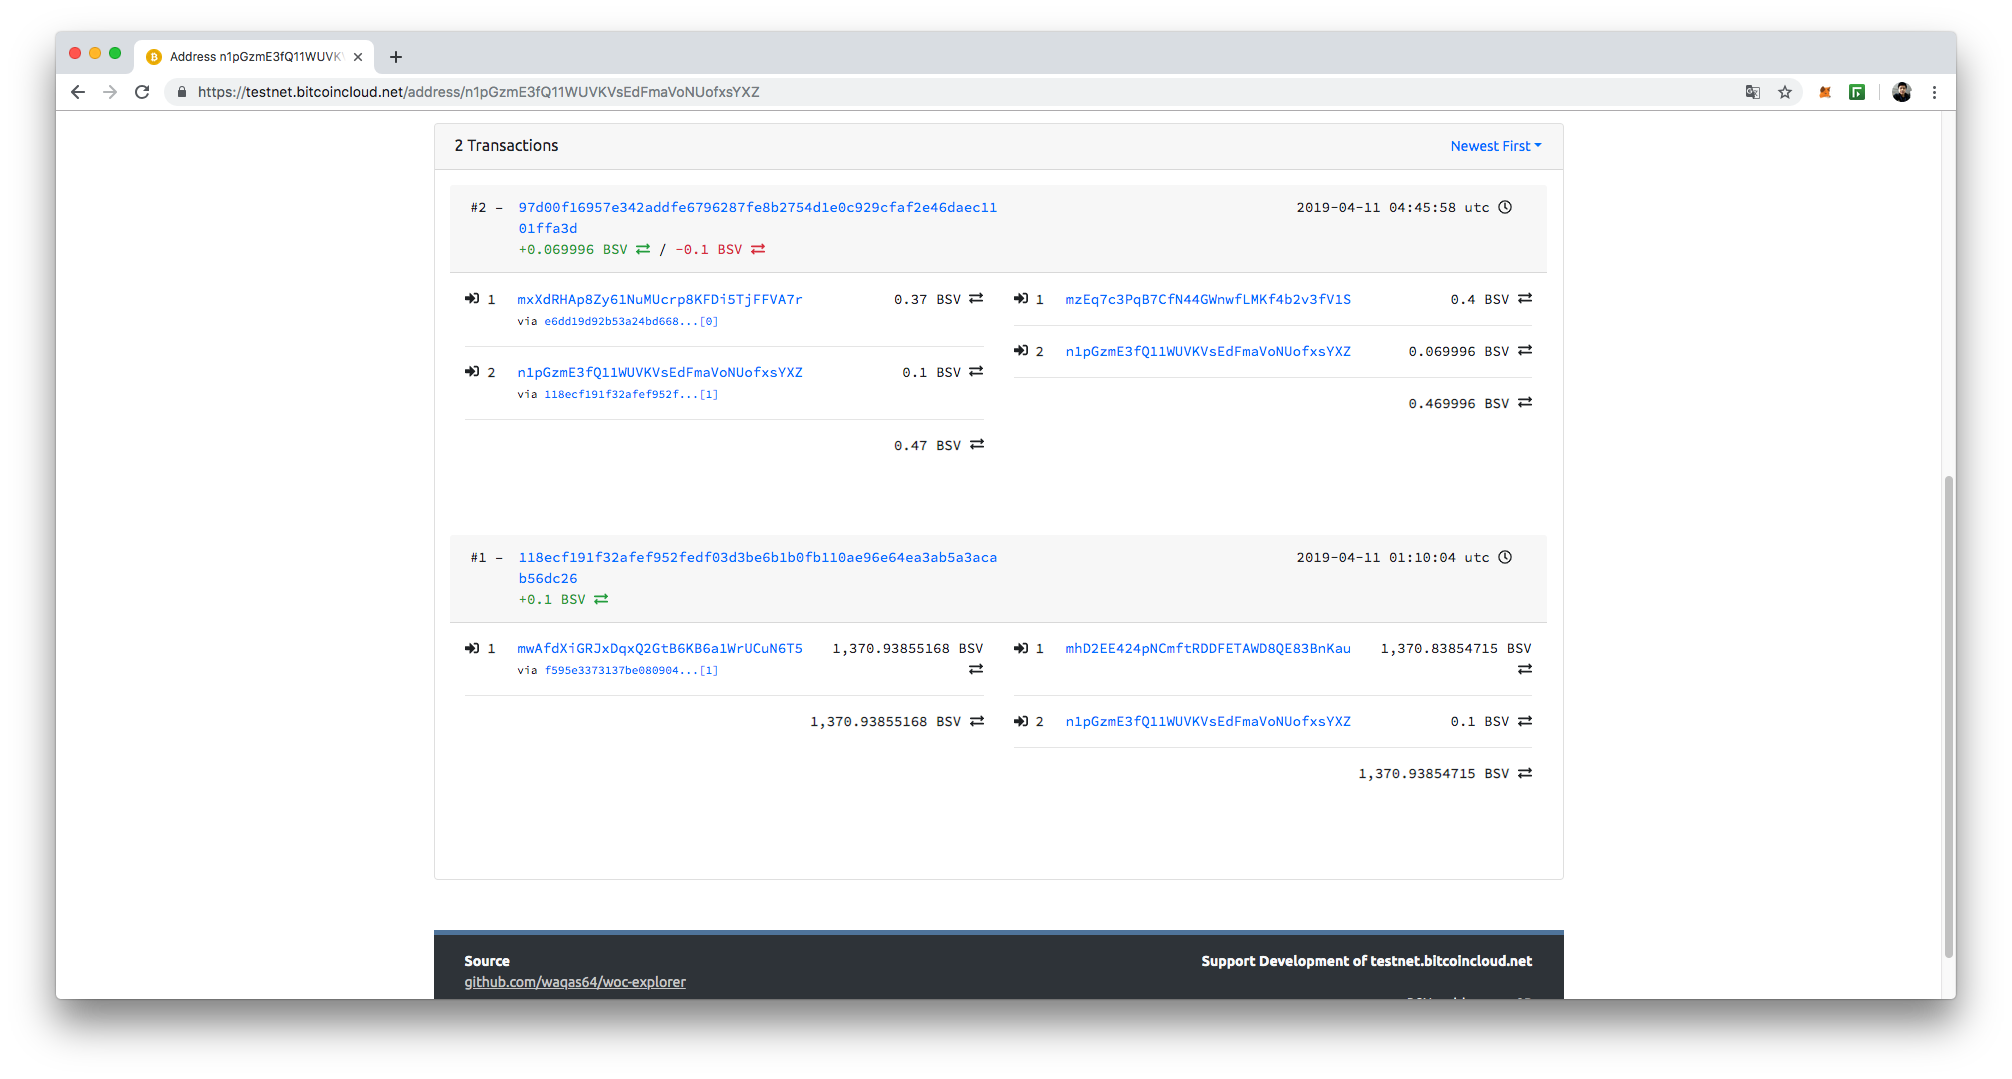 Address n1pGzmE3fQ11WUVK
https://testnet.bitcoincloud.net/address/n1pGzmE3fQ11WUVKVsEdFmaVoNUofxsYXZ
2 Transactions
Newest First
#2 – 97d00f16957e342addfe6796287fe8b2754d1e0c929cfaf2e46daec11
01ffa3d
2019-04-11 04:45:58 utc
+0.069996 BSV / -0.1 BSV
1 mxXdRHAp8Zy61NuMUcrp8KFDi5TjFFVA7r 0.37 BSV
via e6dd19d92b53a24bd668...[0]
2 n1pGzmE3fQ11WUVKVsEdFmaVoNUofxsYXZ 0.1 BSV
via 118ecf191f32afef952f...[1]
0.47 BSV
1 mzEq7c3PqB7CfN44GWnwfLMKf4b2v3fV1S 0.4 BSV
2 n1pGzmE3fQ11WUVKVsEdFmaVoNUofxsYXZ 0.069996 BSV
0.469996 BSV
#1 – 118ecf191f32afef952fedf03d3be6b1b0fb110ae96e64ea3ab5a3aca
b56dc26
2019-04-11 01:10:04 utc
+0.1 BSV
1 mwAfdXiGRJxDqxQ2GtB6KB6a1WrUCuN6T5 1,370.93855168 BSV
via f595e3373137be080904...[1]
1,370.93855168 BSV
1 mhD2EE424pNCmftRDDFETAWD8QE83BnKau 1,370.83854715 BSV
2 n1pGzmE3fQ11WUVKVsEdFmaVoNUofxsYXZ 0.1 BSV
1,370.93854715 BSV
Source
github.com/waqas64/woc-explorer
Support Development of testnet.bitcoincloud.net